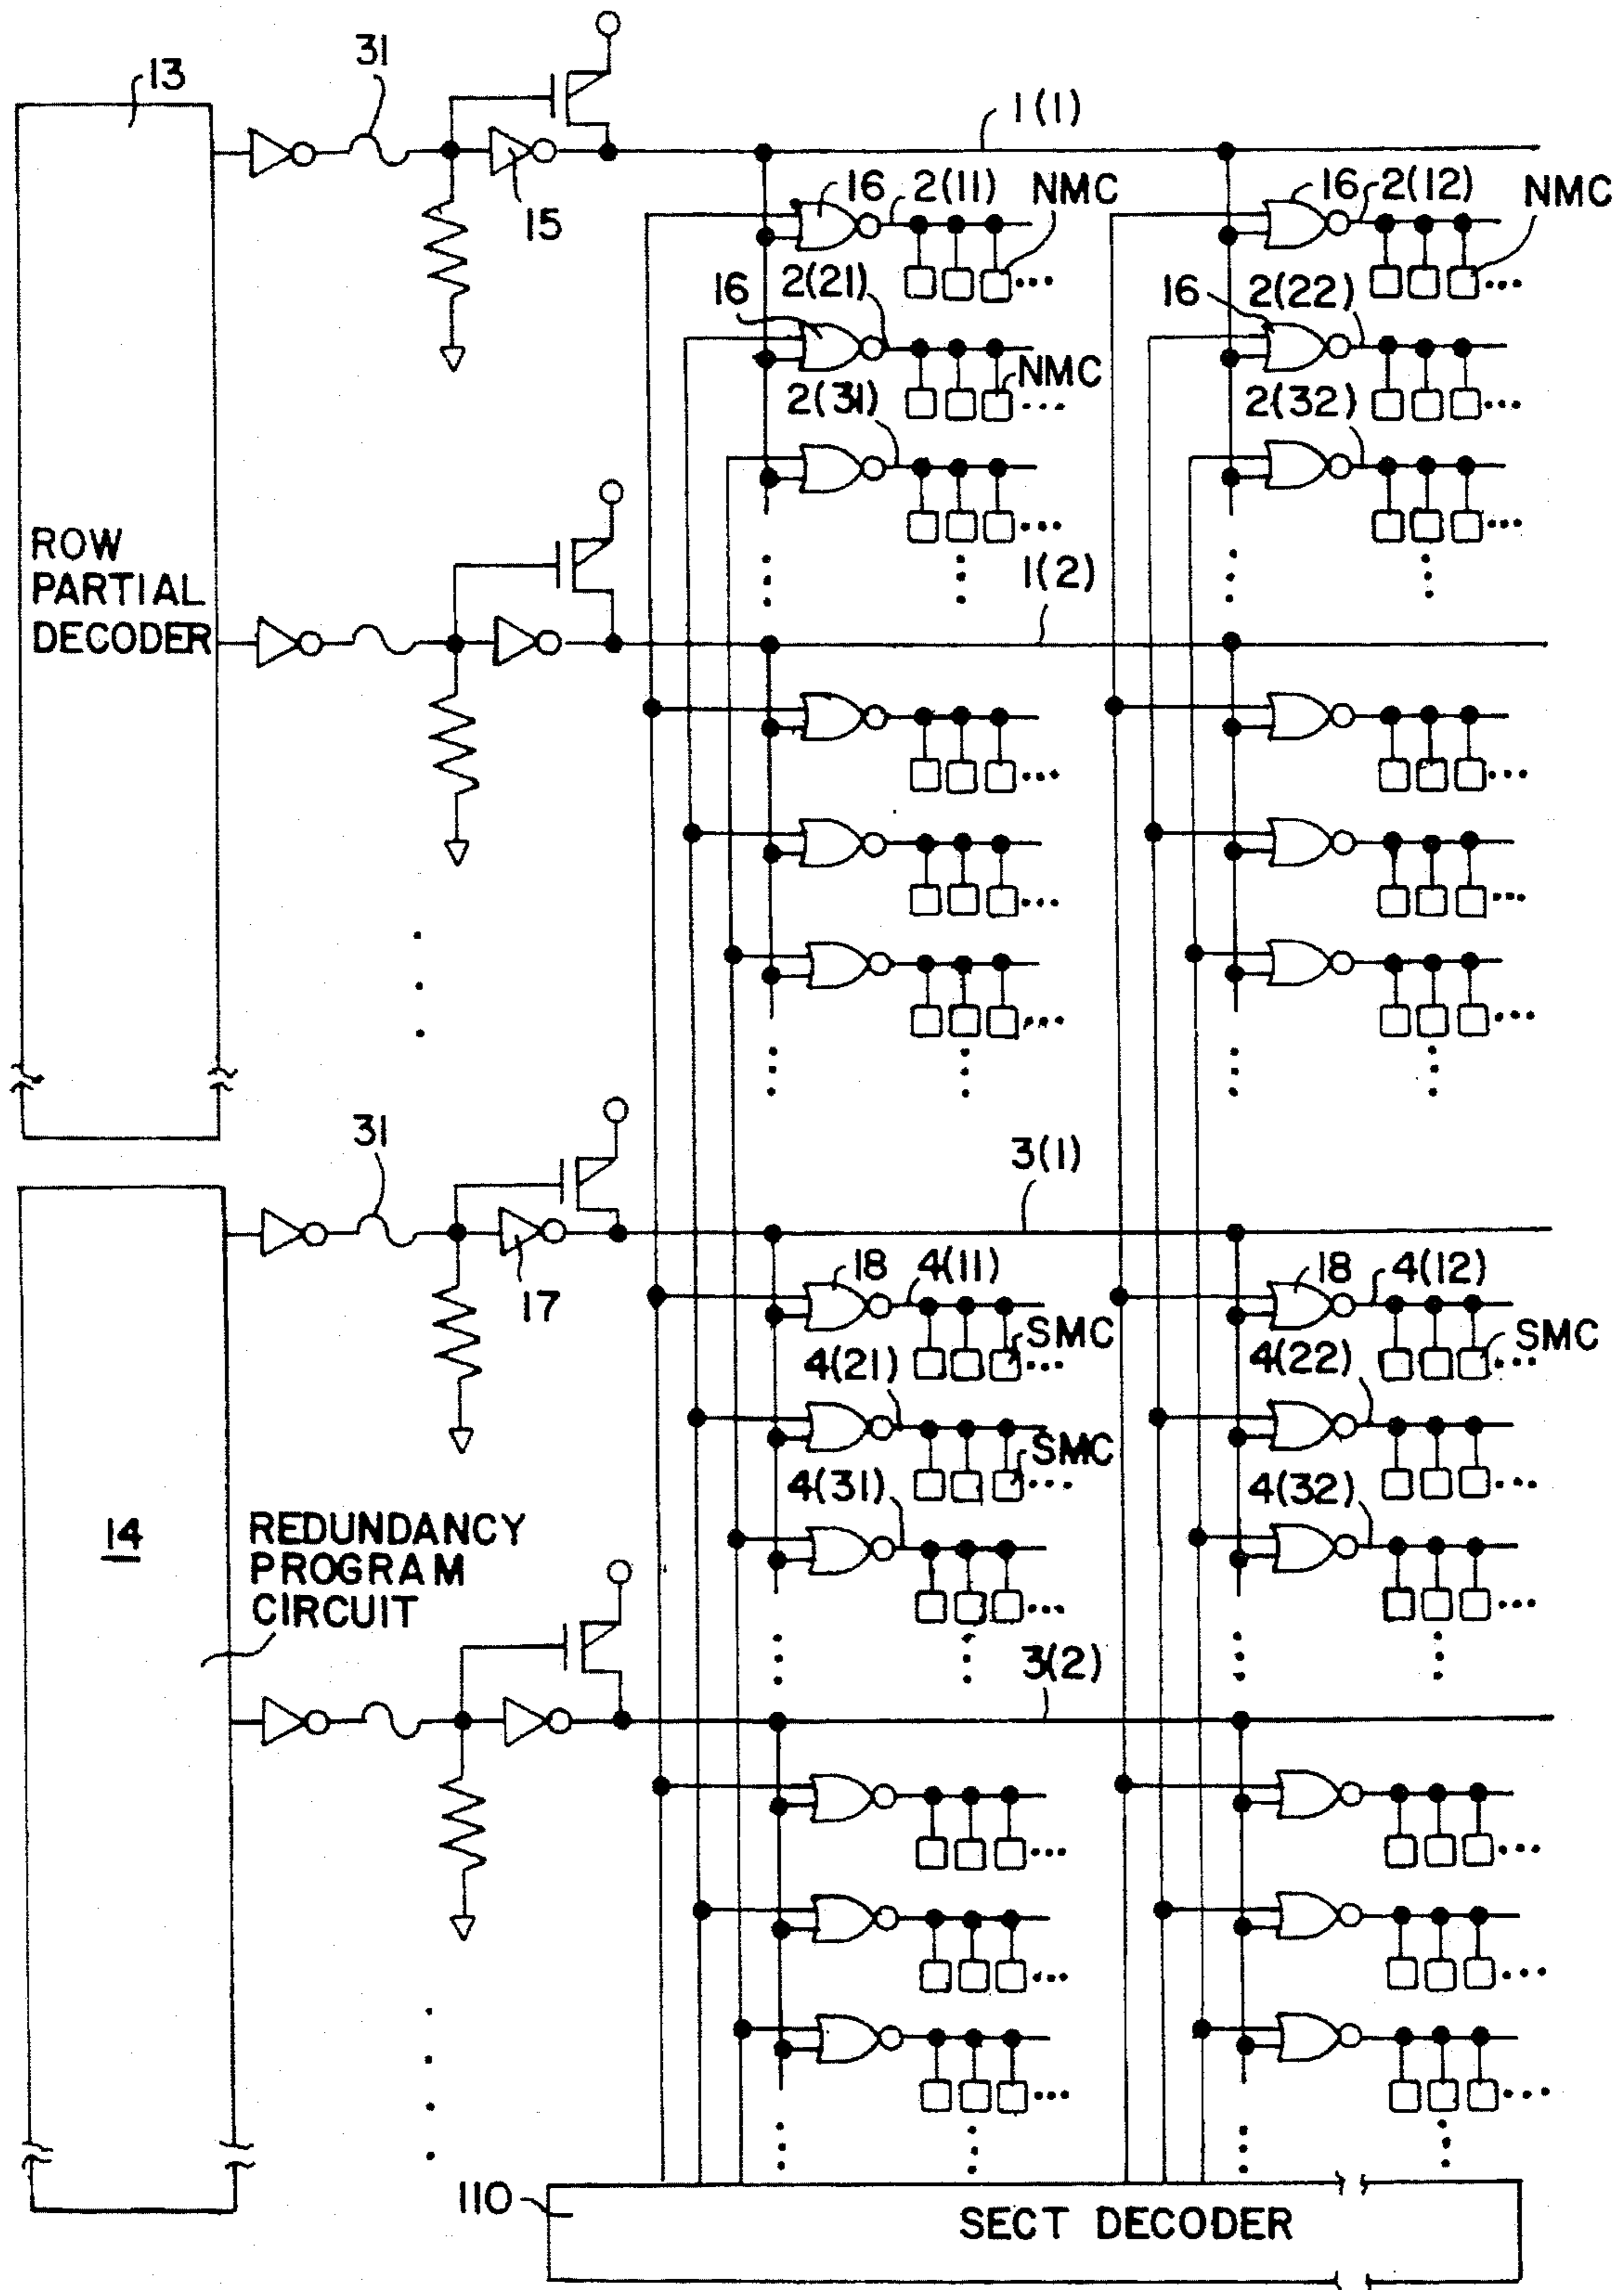 13
31
1(1)
15
16
2(11)
NMC
16
2(12)
NMC
16
2(21)
NMC
16
2(22)
2(31)
2(32)
ROW
PARTIAL
DECODER
1(2)
31
3(1)
17
18
4(11)
SMC
18
4(12)
SMC
4(21)
SMC
4(22)
4(31)
4(32)
14
REDUNDANCY
PROGRAM
CIRCUIT
3(2)
110
SECT DECODER